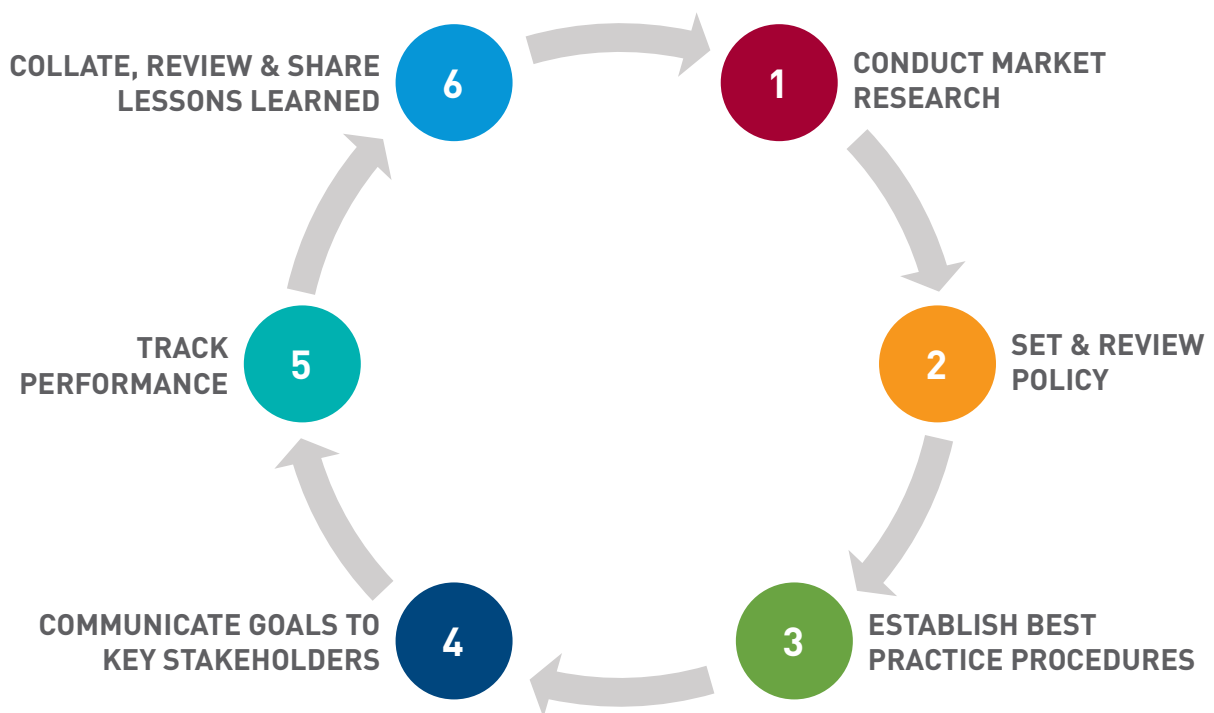 1
CONDUCT MARKET
RESEARCH
2
SET & REVIEW
POLICY
3
ESTABLISH BEST
PRACTICE PROCEDURES
4
COMMUNICATE GOALS TO
KEY STAKEHOLDERS
5
TRACK
PERFORMANCE
6
COLLATE, REVIEW & SHARE
LESSONS LEARNED